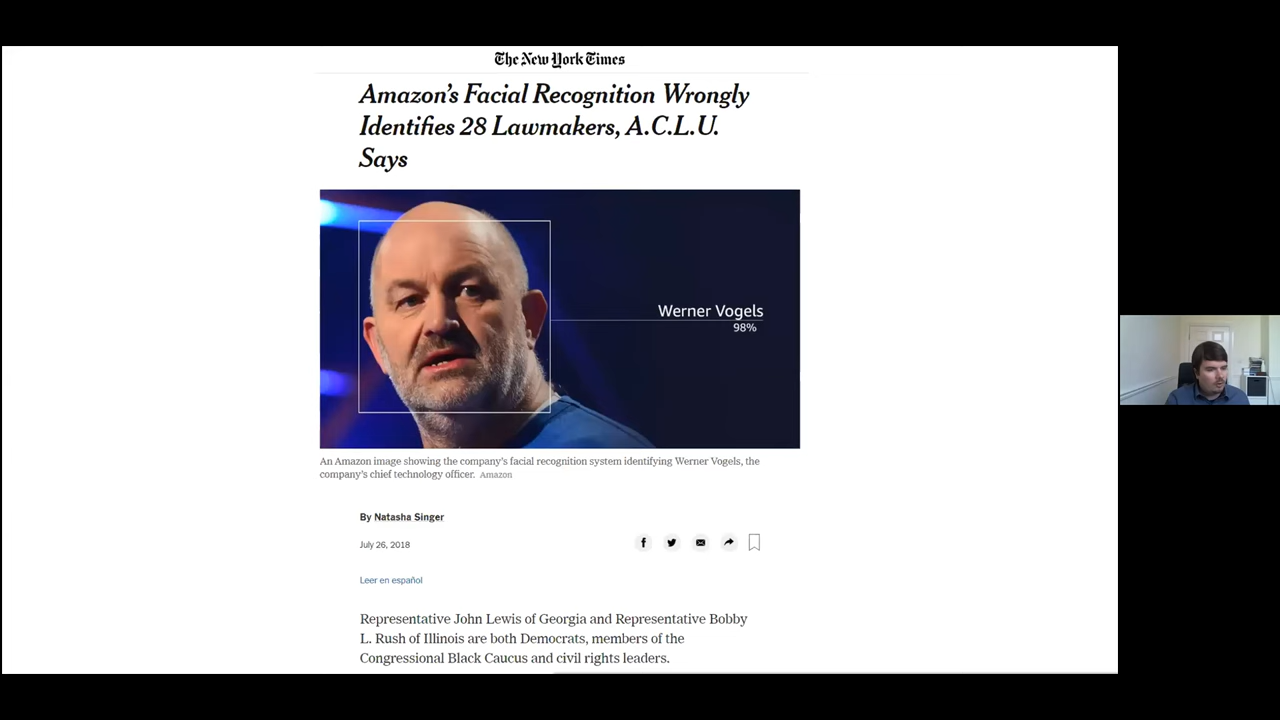 The New York Times
Amazon's Facial Recognition Wrongly
Identifies 28 Lawmakers, A.C.L.U.
Says
Werner Vogels
98%
An Amazon image showing the company's facial recognition system identifying Werner Vogels, the
company's chief technology officer. Amazon
By Natasha Singer
July 26, 2018
Leer en español
Representative John Lewis of Georgia and Representative Bobby
L. Rush of Illinois are both Democrats, members of the
Congressional Black Caucus and civil rights leaders.